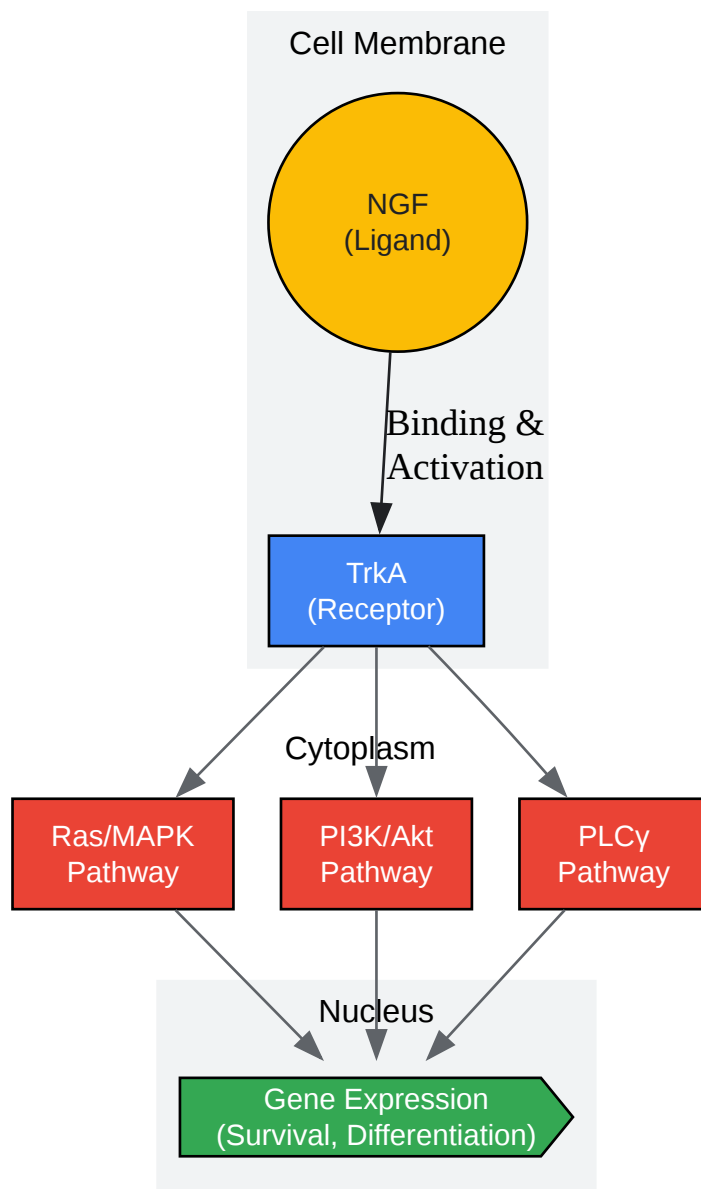 Cell Membrane
NGF
(Ligand)
Binding &
Activation
TrkA
(Receptor)
Cytoplasm
Ras/MAPK
Pathway
PI3K/Akt
Pathway
PLCγ
Pathway
Nucleus
Gene Expression
(Survival, Differentiation)